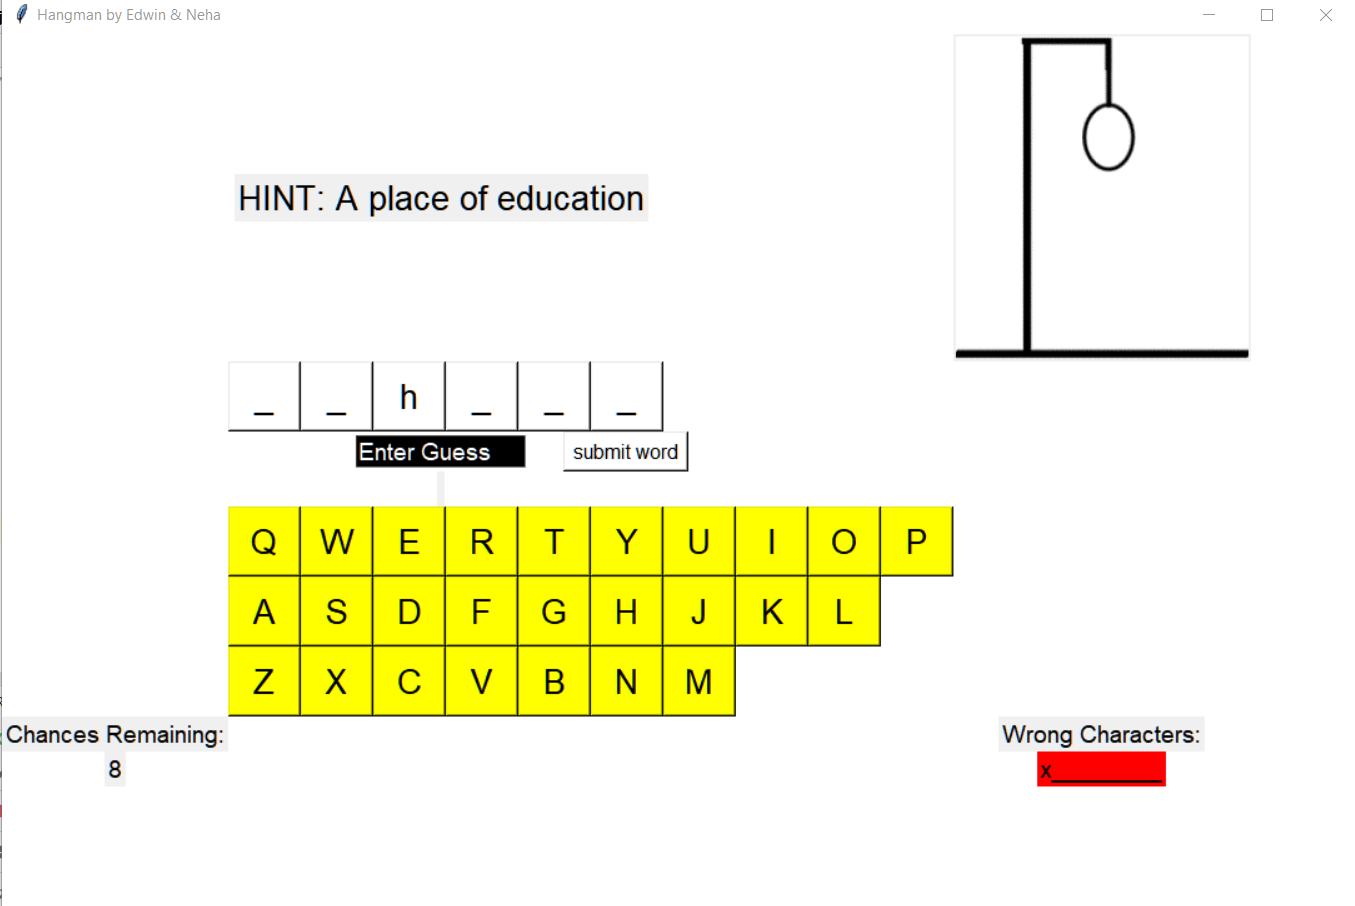 Hangman by Edwin & Neha
HINT: A place of education
_ _ h _ _ _
Enter Guess
submit word
Q W E R T Y U I O P
A S D F G H J K L
Z X C V B N M
Chances Remaining:
8
Wrong Characters:
x_________